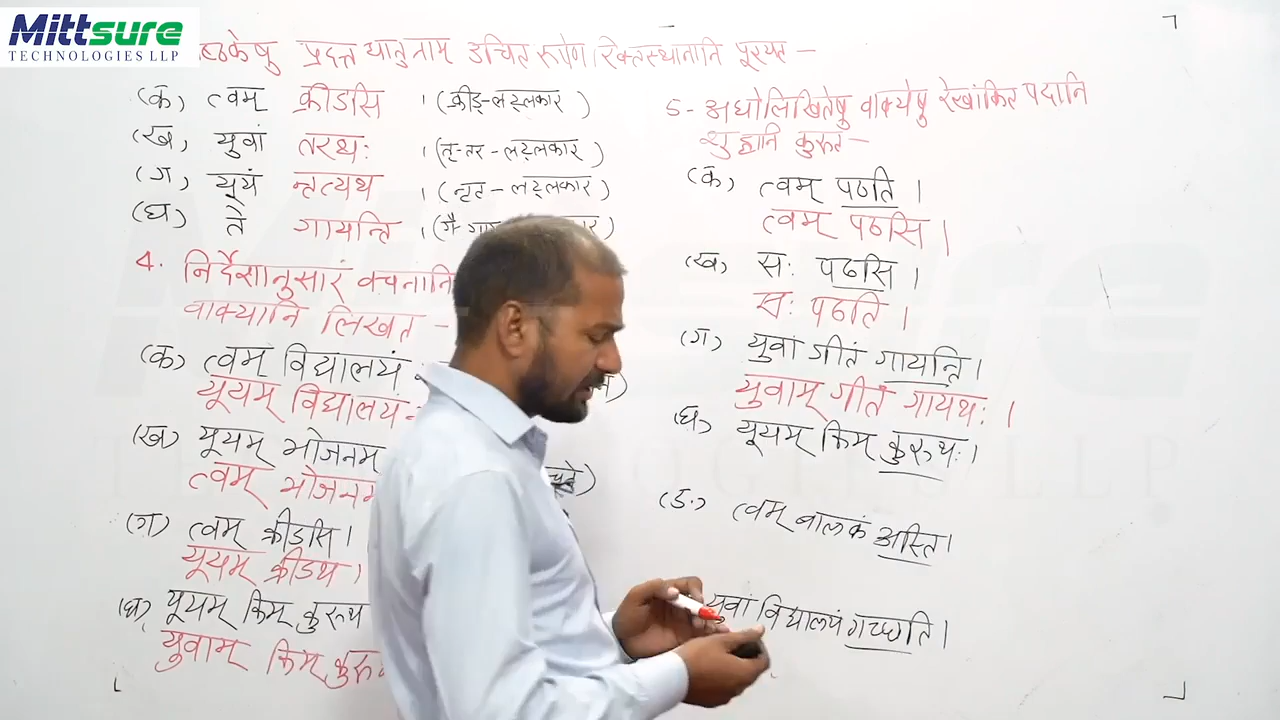 Mittsure
TECHNOLOGIES LLP
प्रदत्त धातुनाम् उचित रूपेण रिक्तस्थानानि पूरयत -
(क) त्वम् क्रीडसि । (क्रीड्-लट्लकार)
(ख) युवां तरथः । (तृ-तर-लट्लकार)
(ग) यूयं नृत्यथ । (नृत-लट्लकार)
(घ) ते गायन्ति । (गै-
4. निर्देशानुसारं वचनानि
वाक्यानि लिखत -
(क) त्वम् विद्यालयं
यूयम् विद्यालयं
(ख) यूयम् भोजनम्
त्वम् भोजनम्
(ग) त्वम् क्रीडसि।
यूयम् क्रीडथ।
(घ) यूयम् किम् कुरुथ
युवाम् किम्
5- अधोलिखितेषु वाक्येषु रेखांकित पदानि
शुद्धानि कुरुत-
(क) त्वम् पठति।
त्वम् पठसि।
(ख) सः पठसि।
सः पठति।
(ग) युवां गीतं गायन्ति।
युवाम् गीतं गायथः।
(घ) यूयम् किम् कुरुथः।
(ङ) त्वम् बालकं अस्ति।
युवां विद्यालयं गच्छति।